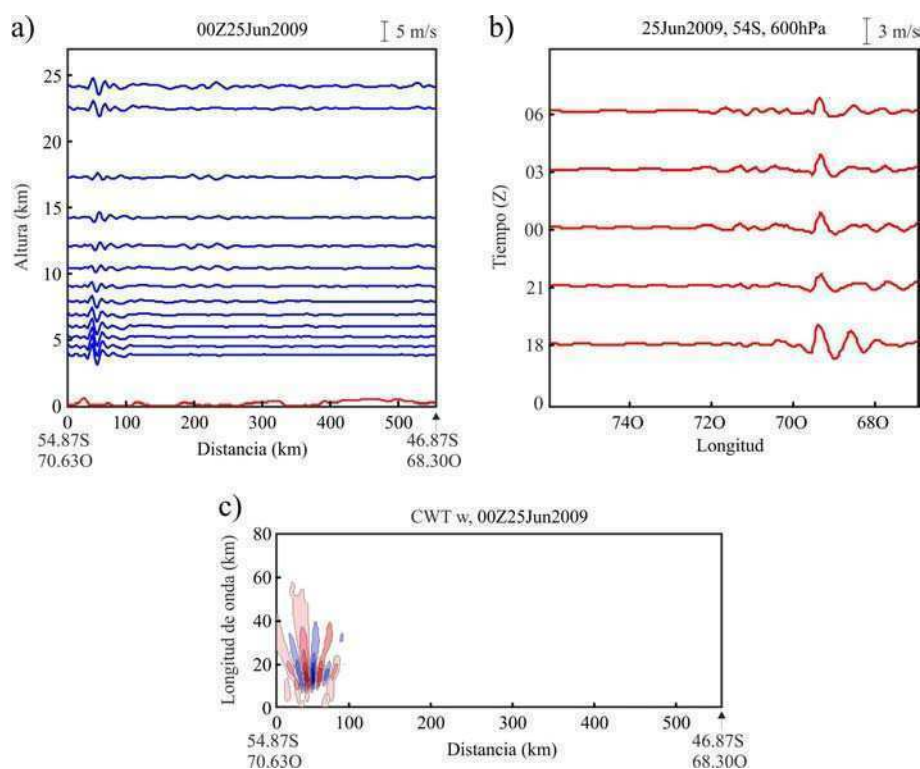 a)
00Z25Jun2009
5 m/s
Altura (km)
25
20
15
10
5
0
0 100 200 300 400 500
54.87S
70.63O
Distancia (km)
46.87S
68.30O
b)
25Jun2009, 54S, 600hPa
3 m/s
Tiempo (Z)
06
03
00
21
18
0
74O 72O 70O 68O
Longitud
c)
CWT w, 00Z25Jun2009
Longitud de onda (km)
80
60
40
20
0
0 100 200 300 400 500
54.87S
70.63O
Distancia (km)
46.87S
68.30O